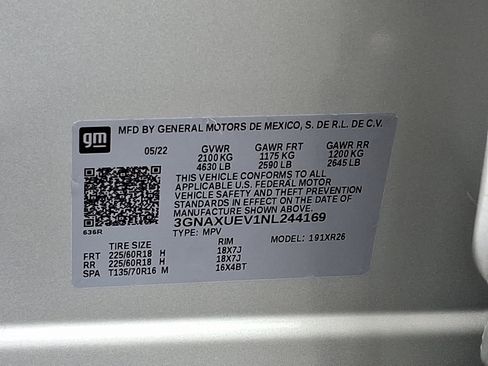 gm
MFD BY GENERAL MOTORS DE MEXICO, S. DE R.L. DE C.V.
05/22 GVWR GAWR FRT GAWR RR
2100 KG 1175 KG 1200 KG
4630 LB 2590 LB 2645 LB
THIS VEHICLE CONFORMS TO ALL
APPLICABLE U.S. FEDERAL MOTOR
VEHICLE SAFETY AND THEFT PREVENTION
STANDARDS IN EFFECT ON THE DATE OF
MANUFACTURE SHOWN ABOVE.
3GNAXUEV1NL244169
636R TYPE: MPV MODEL: 191XR26
TIRE SIZE RIM
FRT 225/60R18 H 18X7J
RR 225/60R18 H 18X7J
SPA T135/70R16 M 16X4BT